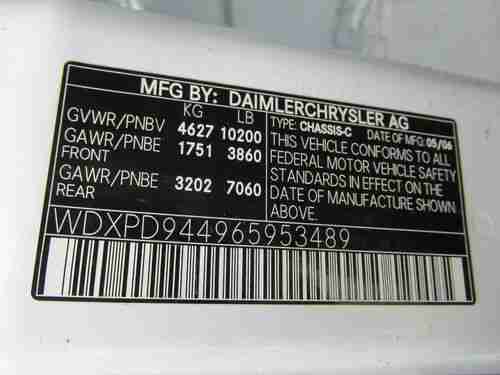 MFG BY: DAIMLERCHRYSLER AG
KG LB
GVWR/PNBV 4627 10200
GAWR/PNBE FRONT 1751 3860
GAWR/PNBE REAR 3202 7060
TYPE: CHASSIS-C DATE OF MFG: 05/06
THIS VEHICLE CONFORMS TO ALL
FEDERAL MOTOR VEHICLE SAFETY
STANDARDS IN EFFECT ON THE
DATE OF MANUFACTURE SHOWN
ABOVE.
WDXPD944965953489